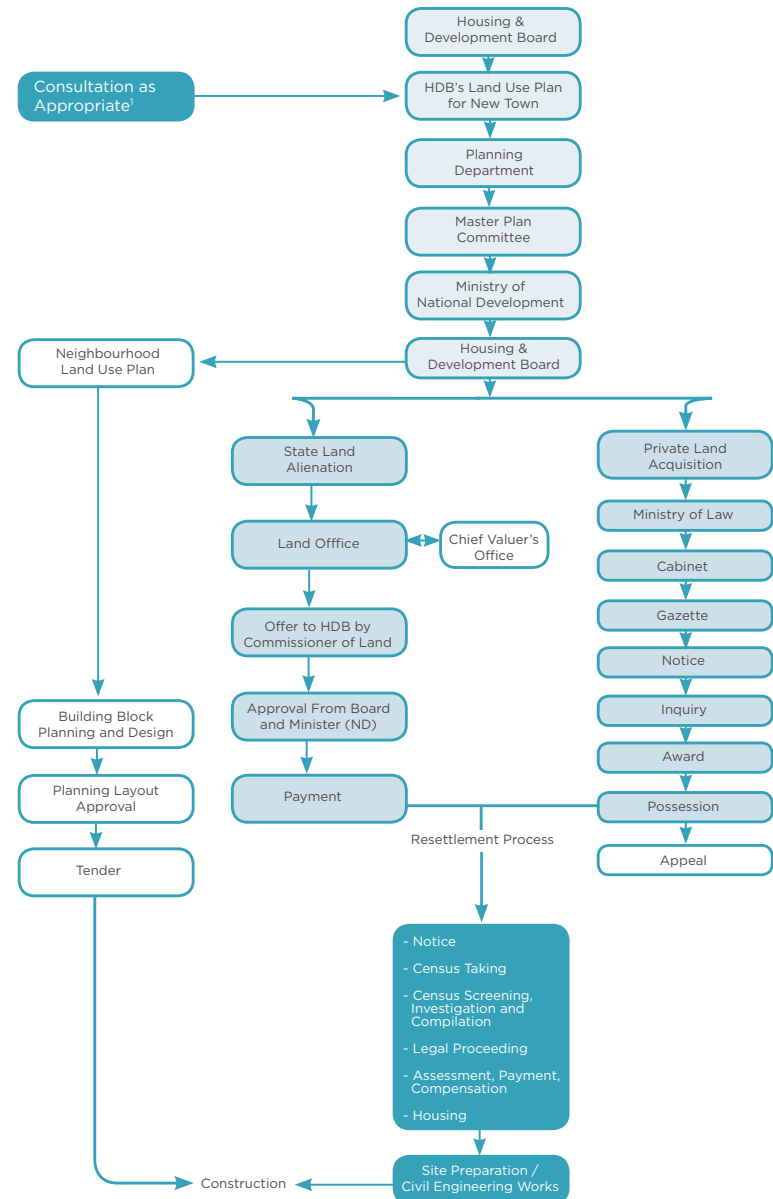 Housing &
Development Board
Consultation as
Appropriate¹
HDB's Land Use Plan
for New Town
Planning
Department
Master Plan
Committee
Ministry of
National Development
Housing &
Development Board
Neighbourhood
Land Use Plan
State Land
Alienation
Private Land
Acquisition
Land Offfice
Chief Valuer's
Office
Ministry of Law
Cabinet
Offer to HDB by
Commissioner of Land
Gazette
Notice
Building Block
Planning and Design
Approval From Board
and Minister (ND)
Inquiry
Award
Planning Layout
Approval
Payment
Possession
Resettlement Process
Appeal
Tender
- Notice
- Census Taking
- Census Screening,
Investigation and
Compilation
- Legal Proceeding
- Assessment, Payment,
Compensation
- Housing
Construction
Site Preparation /
Civil Engineering Works